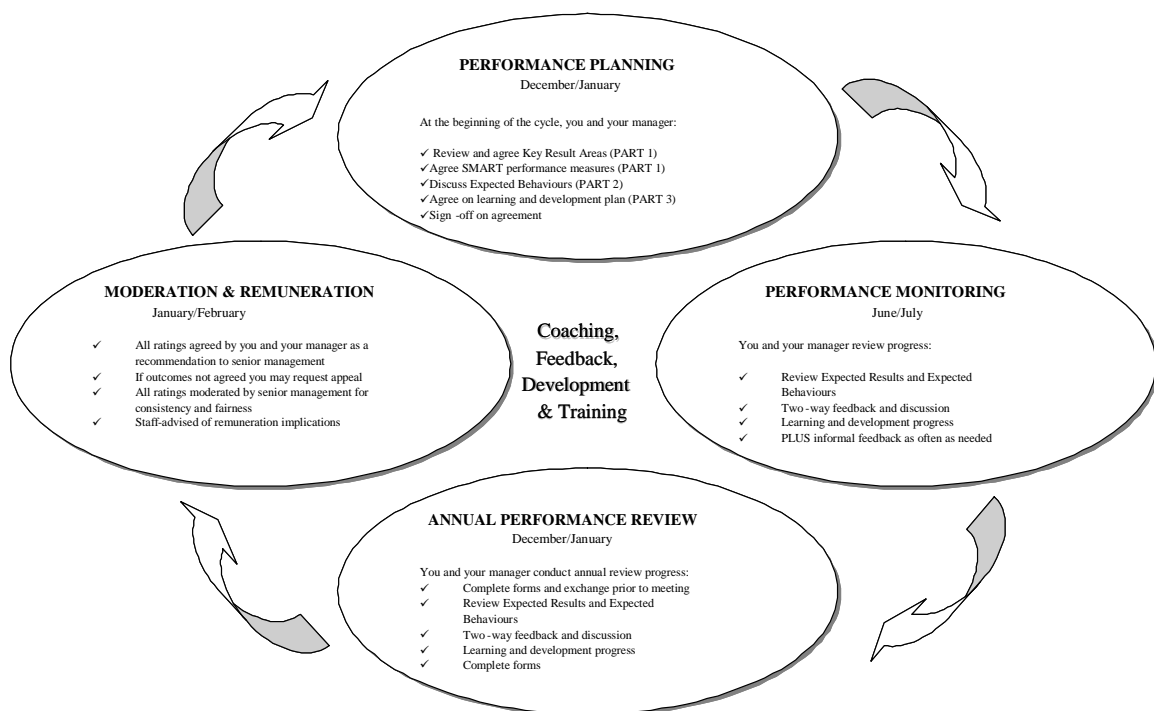 PERFORMANCE PLANNING
December/January
At the beginning of the cycle, you and your manager:
✓ Review and agree Key Result Areas (PART 1)
✓Agree SMART performance measures (PART 1)
✓Discuss Expected Behaviours (PART 2)
✓Agree on learning and development plan (PART 3)
✓Sign -off on agreement
MODERATION & REMUNERATION
January/February
✓ All ratings agreed by you and your manager as a
recommendation to senior management
✓ If outcomes not agreed you may request appeal
✓ All ratings moderated by senior management for
consistency and fairness
✓ Staff-advised of remuneration implications
Coaching,
Feedback,
Development
& Training
PERFORMANCE MONITORING
June/July
You and your manager review progress:
✓ Review Expected Results and Expected
Behaviours
✓ Two -way feedback and discussion
✓ Learning and development progress
✓ PLUS informal feedback as often as needed
ANNUAL PERFORMANCE REVIEW
December/January
You and your manager conduct annual review progress:
✓ Complete forms and exchange prior to meeting
✓ Review Expected Results and Expected
Behaviours
✓ Two -way feedback and discussion
✓ Learning and development progress
✓ Complete forms